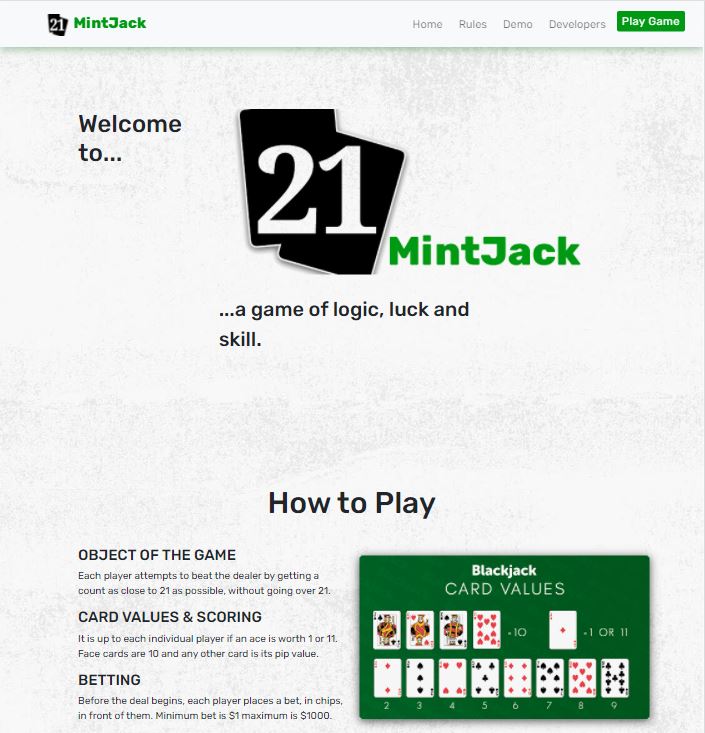 21 MintJack
Home Rules Demo Developers Play Game
Welcome
to...
21
MintJack
...a game of logic, luck and
skill.
How to Play
OBJECT OF THE GAME
Each player attempts to beat the dealer by getting a
count as close to 21 as possible, without going over 21.
CARD VALUES & SCORING
It is up to each individual player if an ace is worth 1 or 11.
Face cards are 10 and any other card is its pip value.
BETTING
Before the deal begins, each player places a bet, in chips,
in front of them. Minimum bet is $1 maximum is $1000.
Blackjack
CARD VALUES
=10 =1 OR 11
2 3 4 5 6 7 8 9